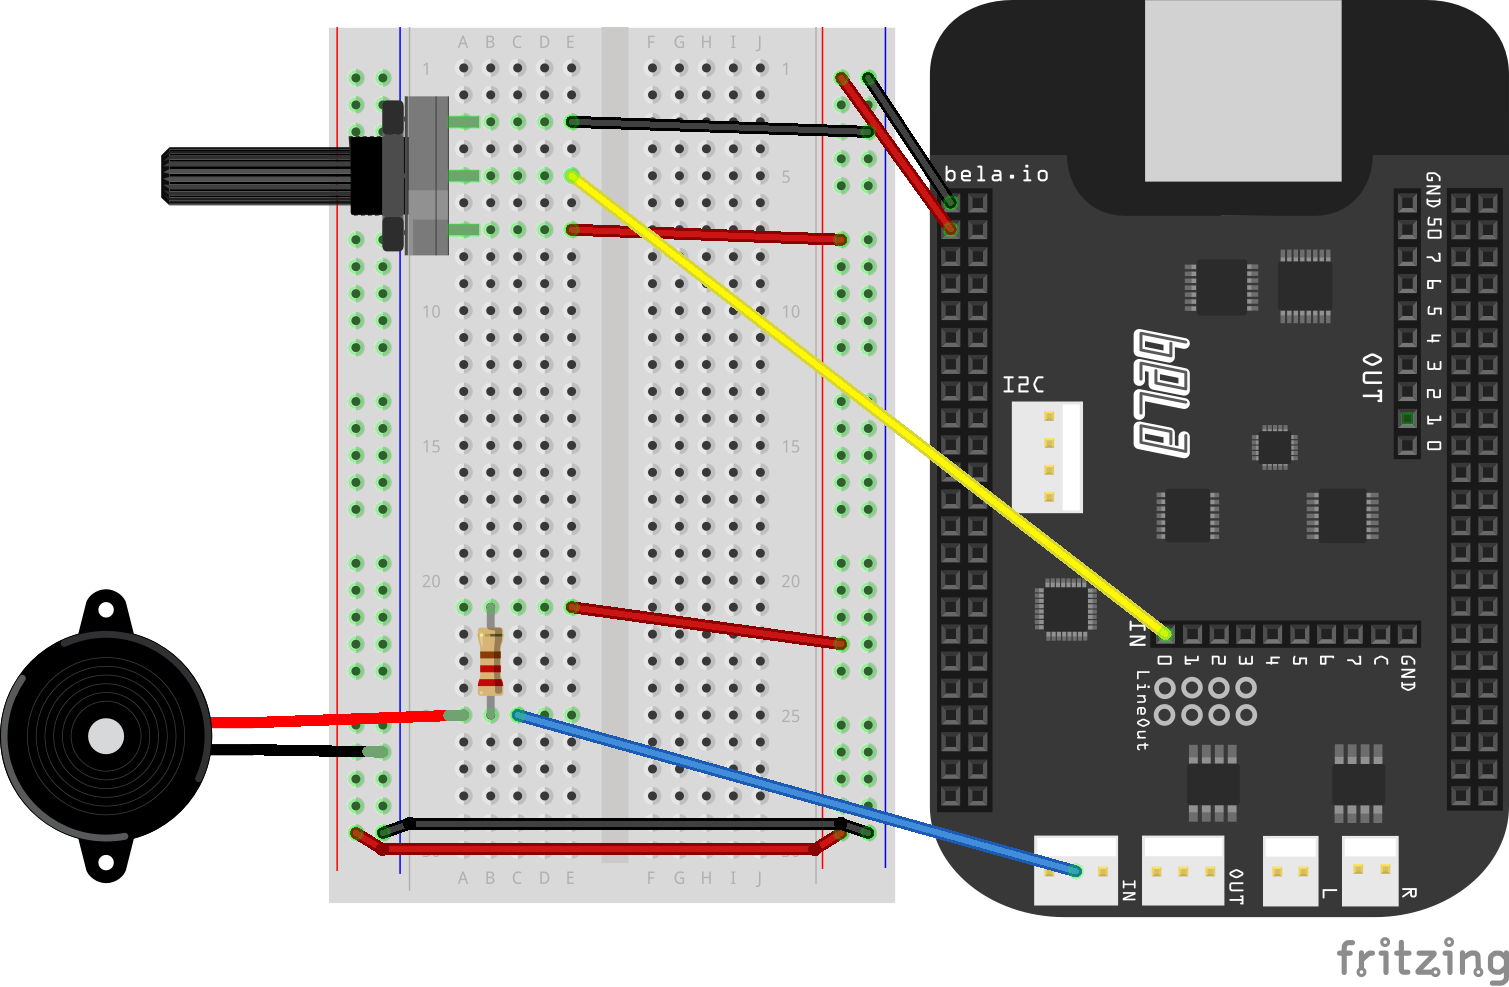 A B C D E F G H I J
1 1
5 5
10 10
15 15
20 20
25
A B C D E F G H I J
bela.io
I2C
bela
OUT
GND
50
7
6
5
4
3
2
1
0
IN
0 1 2 3 4 5 6 7 C GND
LineOut
IN
OUT
L
R
fritzing